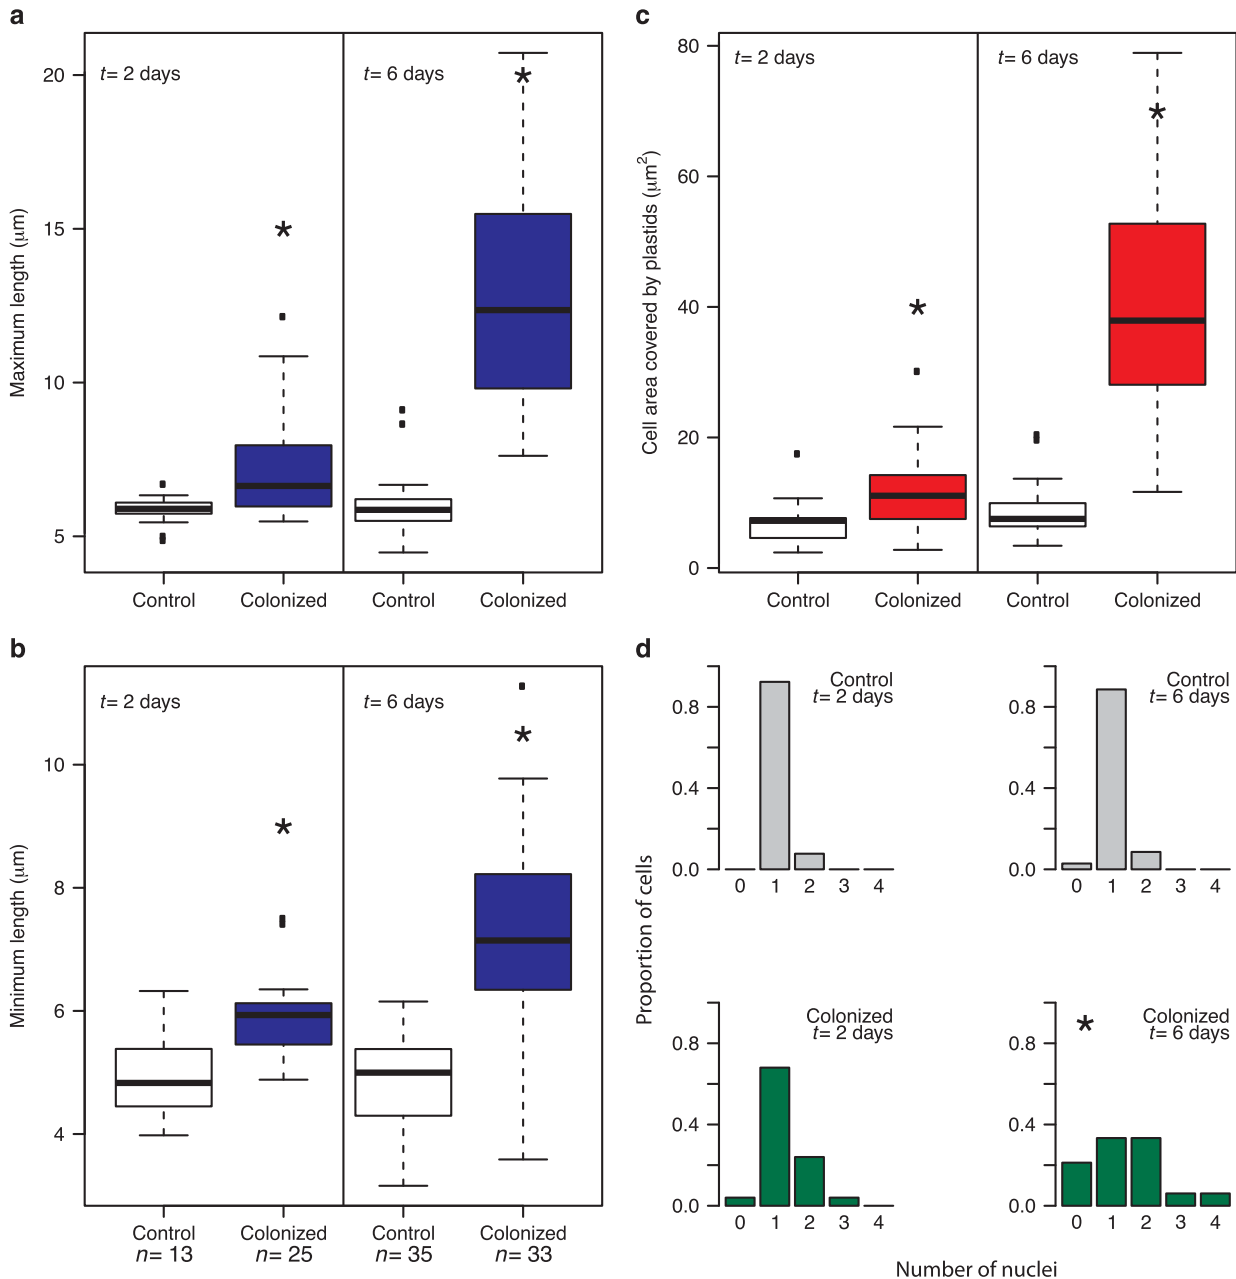 a
t= 2 days
t= 6 days
20
15
10
5
Maximum length (μm)
*
*
Control
Colonized
Control
Colonized
b
t= 2 days
t= 6 days
10
8
6
4
Minimum length (μm)
*
*
Control
n= 13
Colonized
n= 25
Control
n= 35
Colonized
n= 33
c
t= 2 days
t= 6 days
80
60
40
20
0
Cell area covered by plastids (μm²)
*
*
Control
Colonized
Control
Colonized
d
Control
t= 2 days
0.8
0.4
0.0
0 1 2 3 4
Control
t= 6 days
0.8
0.4
0.0
0 1 2 3 4
Proportion of cells
Colonized
t= 2 days
0.8
0.4
0.0
0 1 2 3 4
*
Colonized
t= 6 days
0.8
0.4
0.0
0 1 2 3 4
Number of nuclei